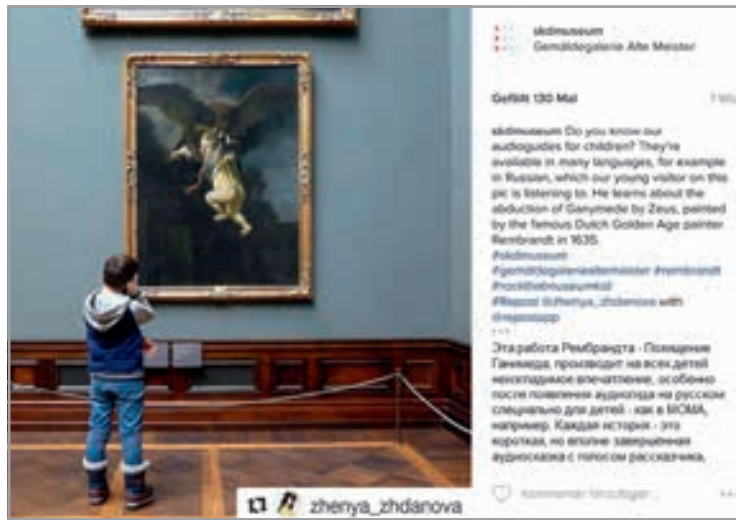 skdmuseum
Gemäldegalerie Alte Meister
Gefällt 130 Mal
skdmuseum Do you know our
audioguides for children? They're
available in many languages, for example
in Russian, which our young visitor on this
pic is listening to. He learns about the
abduction of Ganymede by Zeus, painted
by the famous Dutch Golden Age painter
Rembrandt in 1635.
#skdmuseum
#gemäldegaleriealtemeister #rembrandt
#rockthemuseumkid
#Repost @zhenya_zhdanova with
@repostapp
Эта работа Рембрандта - Похищение
Ганимеда, производит на всех детей
неизгладимое впечатление, особенно
после появления аудиогида на русском
специально для детей - как в МОМА,
например. Каждая история - это
короткая, но вполне завершенная
аудиосказка с голосом рассказчика,
Kommentar hinzufügen...
zhenya_zhdanova